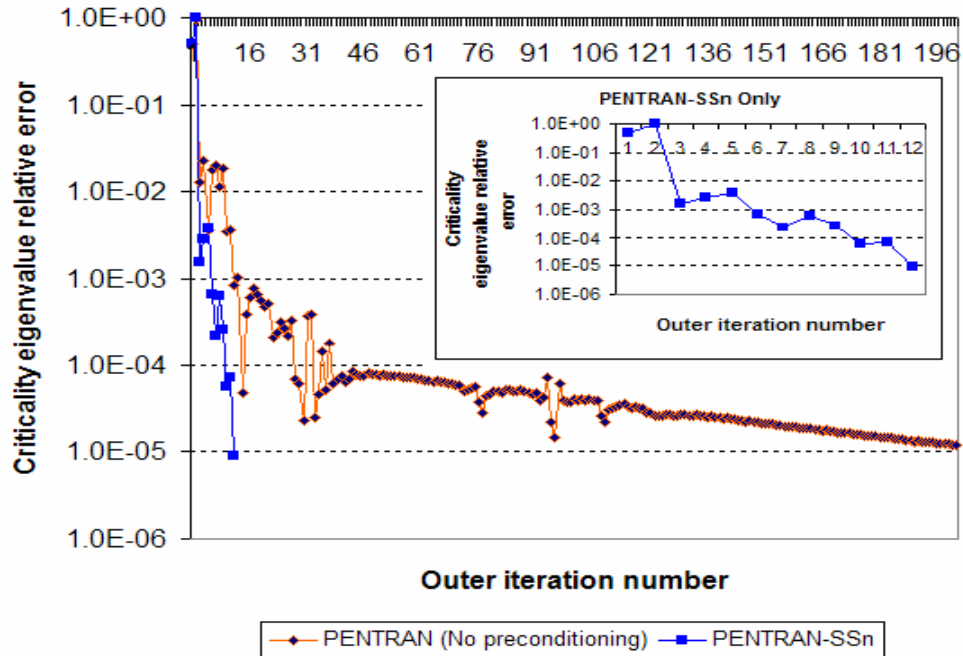 1.0E+00
1.0E-01
1.0E-02
1.0E-03
1.0E-04
1.0E-05
1.0E-06
Criticality eigenvalue relative error
16 31 46 61 76 91 106 121 136 151 166 181 196
PENTRAN-SSn Only
1.0E+00
1.0E-01
1.0E-02
1.0E-03
1.0E-04
1.0E-05
1.0E-06
Criticality
eigenvalue relative
error
1 2 3 4 5 6 7 8 9 10 11 12
Outer iteration number
Outer iteration number
PENTRAN (No preconditioning)
PENTRAN-SSn